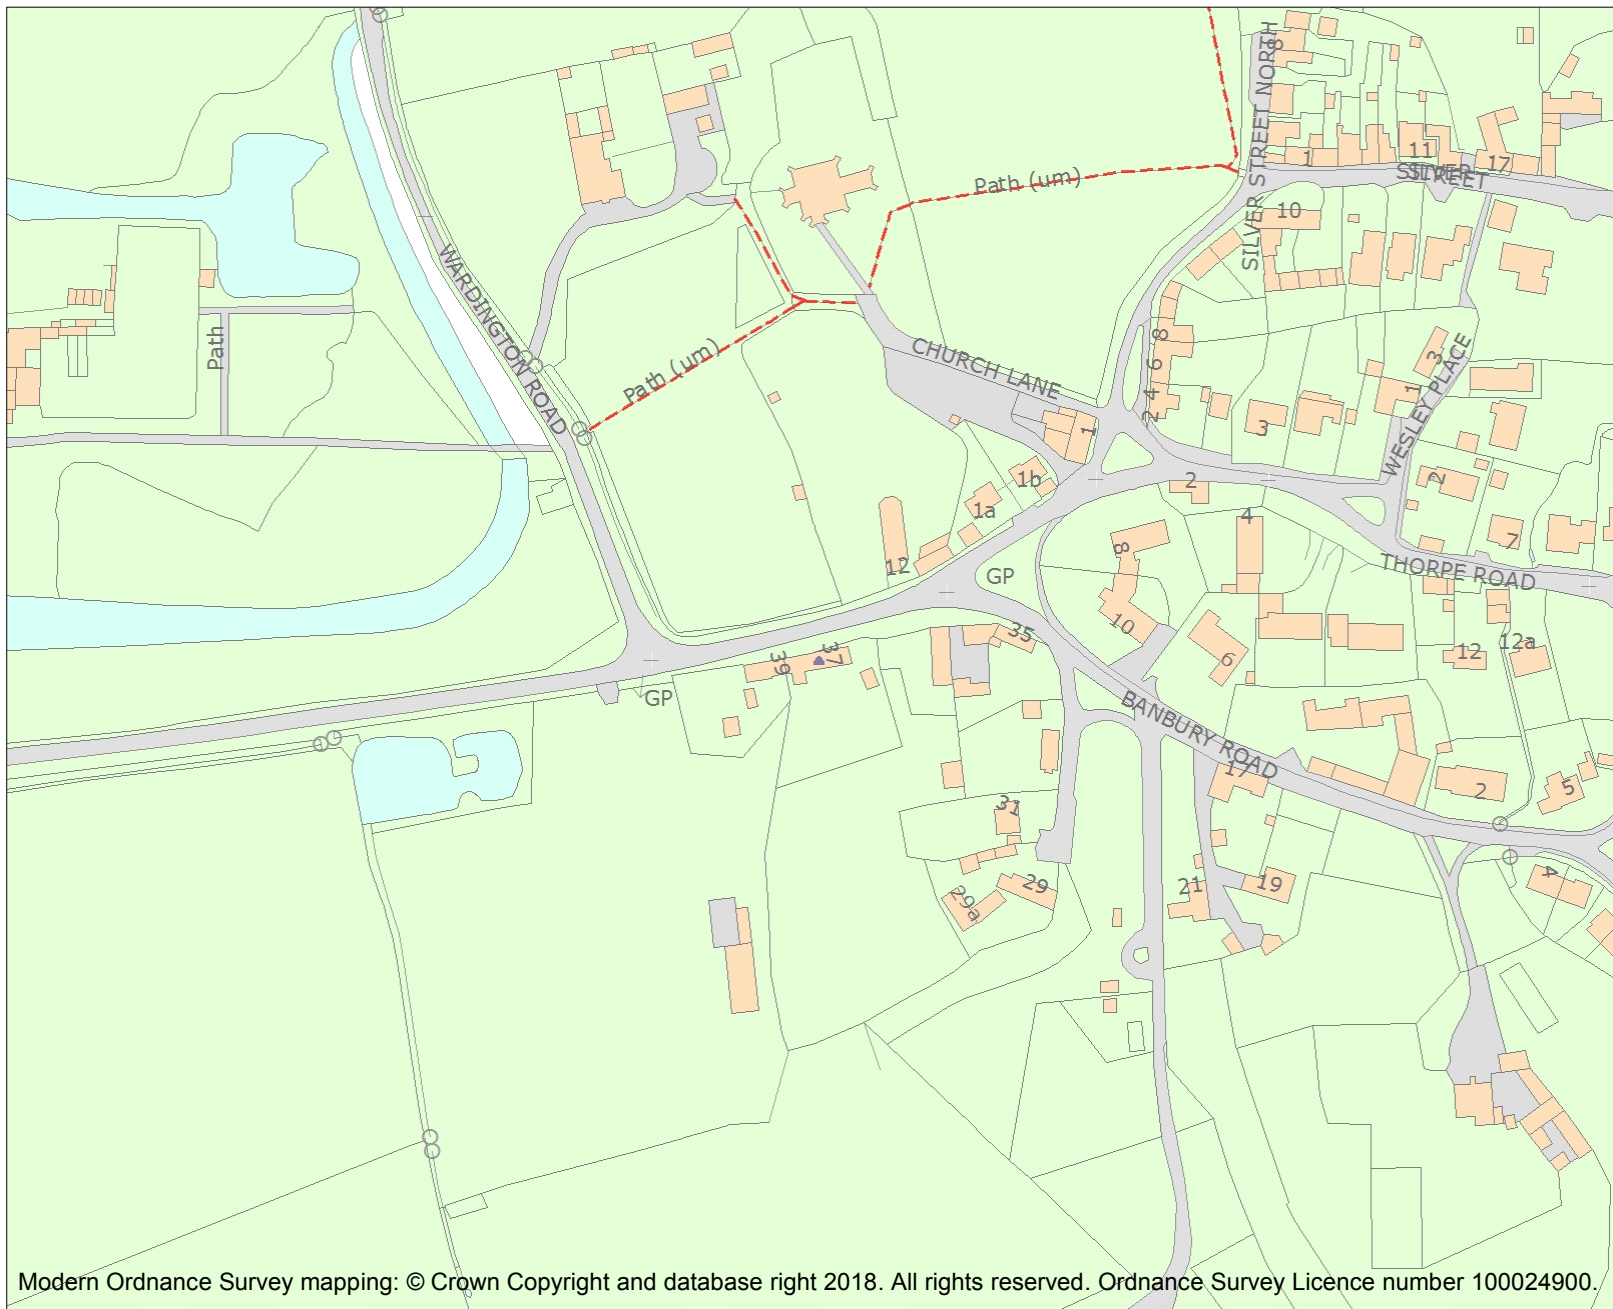 SILVER STREET NORTH
8
1
11
17
SILVER
STREET
Path (um)
10
WARDINGTON ROAD
Path
Path (um)
CHURCH LANE
8
6
4
2
3
1
WESLEY PLACE
3
1
1b
2
2
1a
4
7
12
GP
8
THORPE ROAD
10
35
6
12
12a
39
37
GP
BANBURY ROAD
17
2
5
31
29
29a
21
19
4
Modern Ordnance Survey mapping: © Crown Copyright and database right 2018. All rights reserved. Ordnance Survey Licence number 100024900.